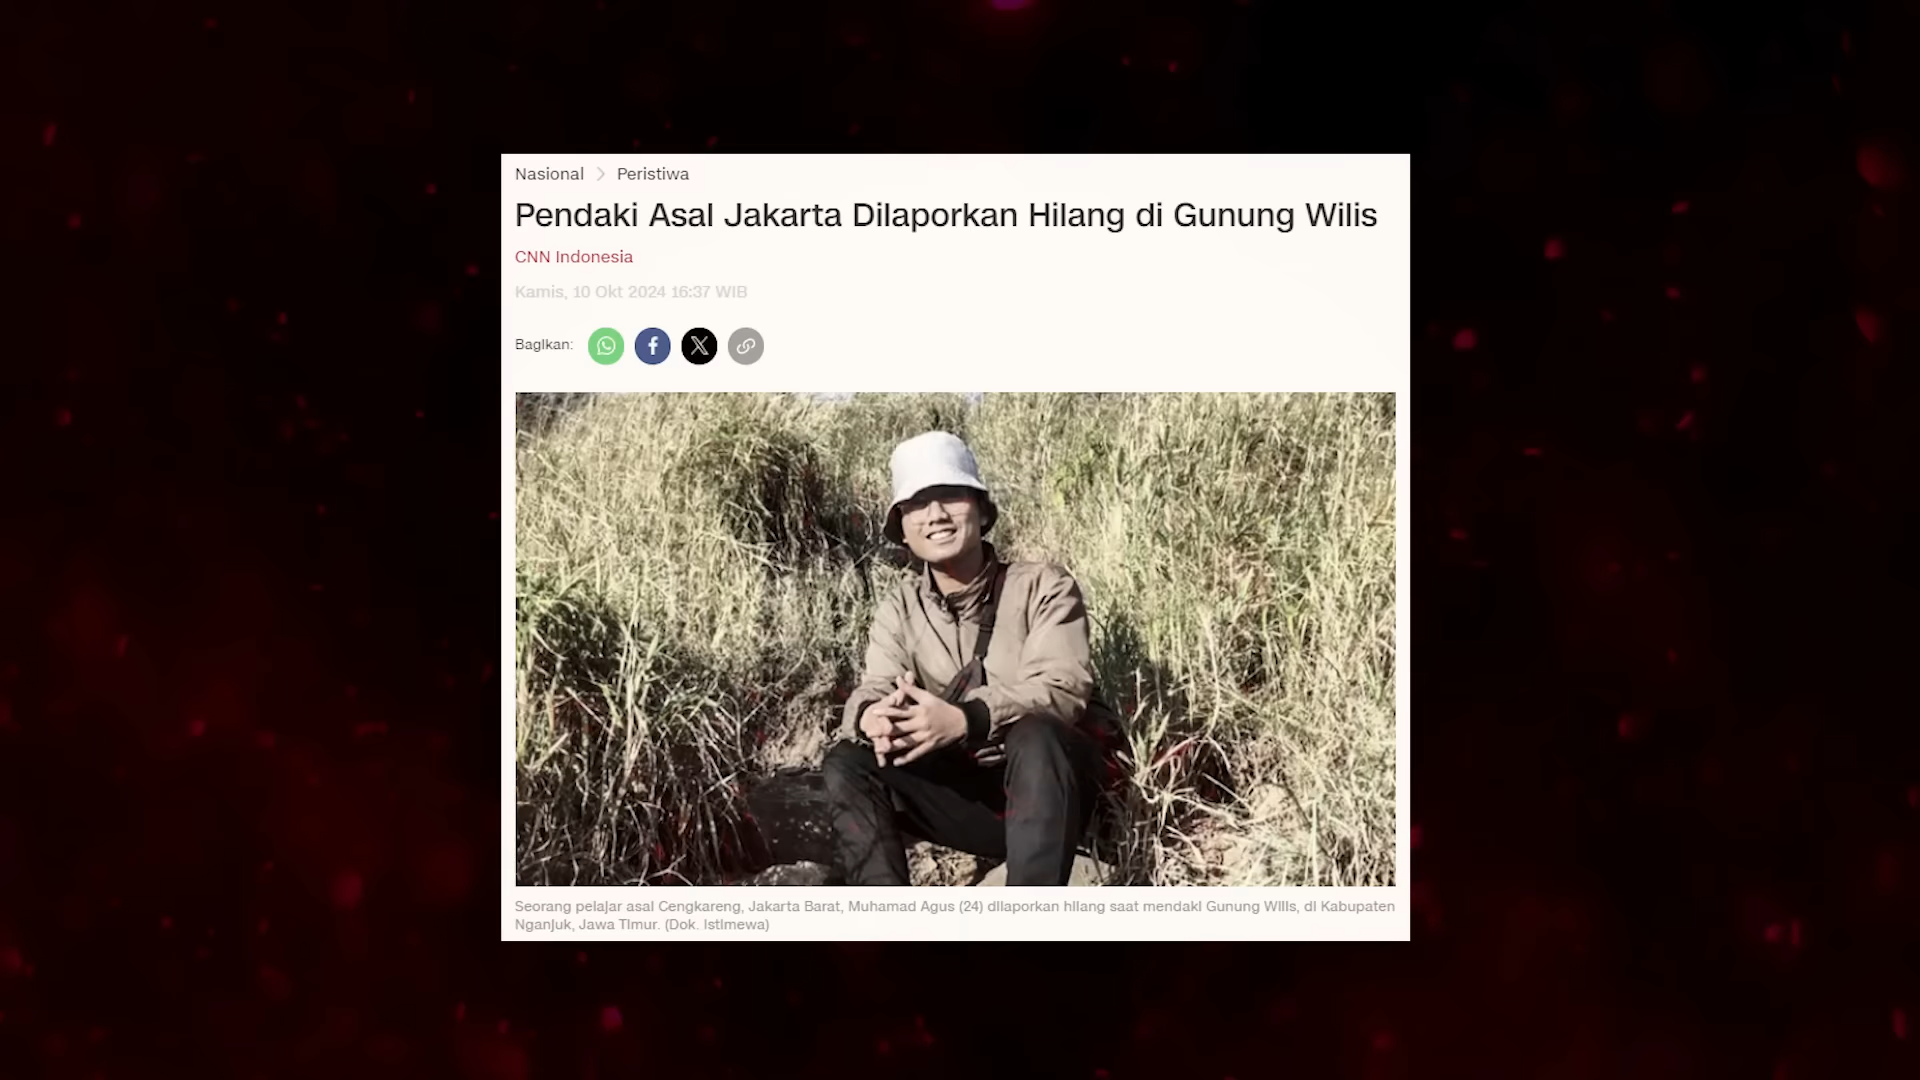 Nasional > Peristiwa
Pendaki Asal Jakarta Dilaporkan Hilang di Gunung Wilis
CNN Indonesia
Kamis, 10 Okt 2024 16:37 WIB
Bagikan:
Seorang pelajar asal Cengkareng, Jakarta Barat, Muhamad Agus (24) dilaporkan hilang saat mendaki Gunung Wilis, di Kabupaten
Nganjuk, Jawa Timur. (Dok. Istimewa)